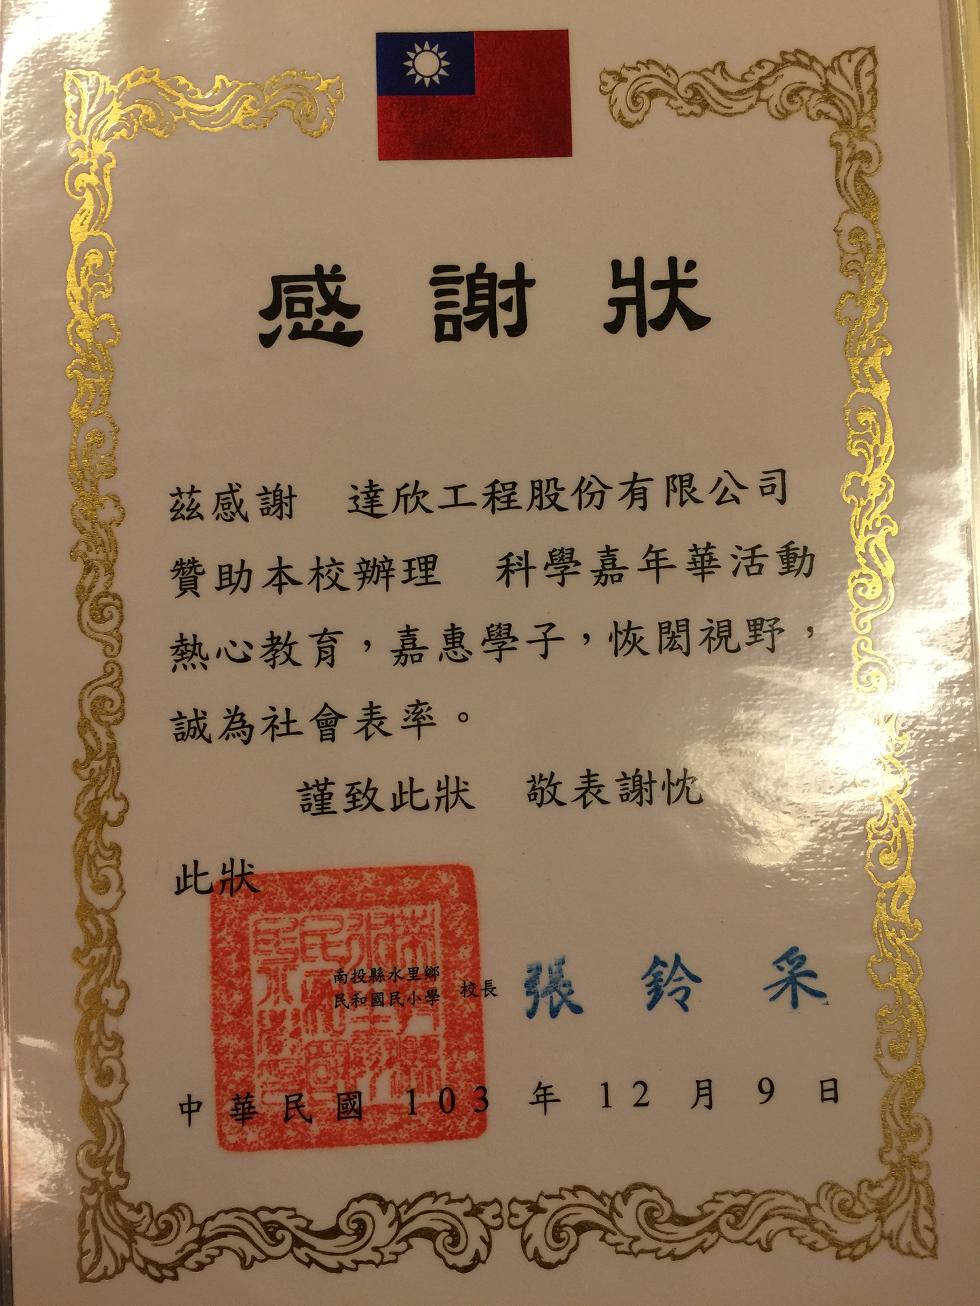 感謝狀
茲感謝　達欣工程股份有限公司
贊助本校辦理　科學嘉年華活動
熱心教育，嘉惠學子，恢閎視野，
誠為社會表率。
謹致此狀　敬表謝忱
此狀
南投縣水里鄉
民和國民小學　校長　張鈴采
中華民國 103 年 12 月 9 日